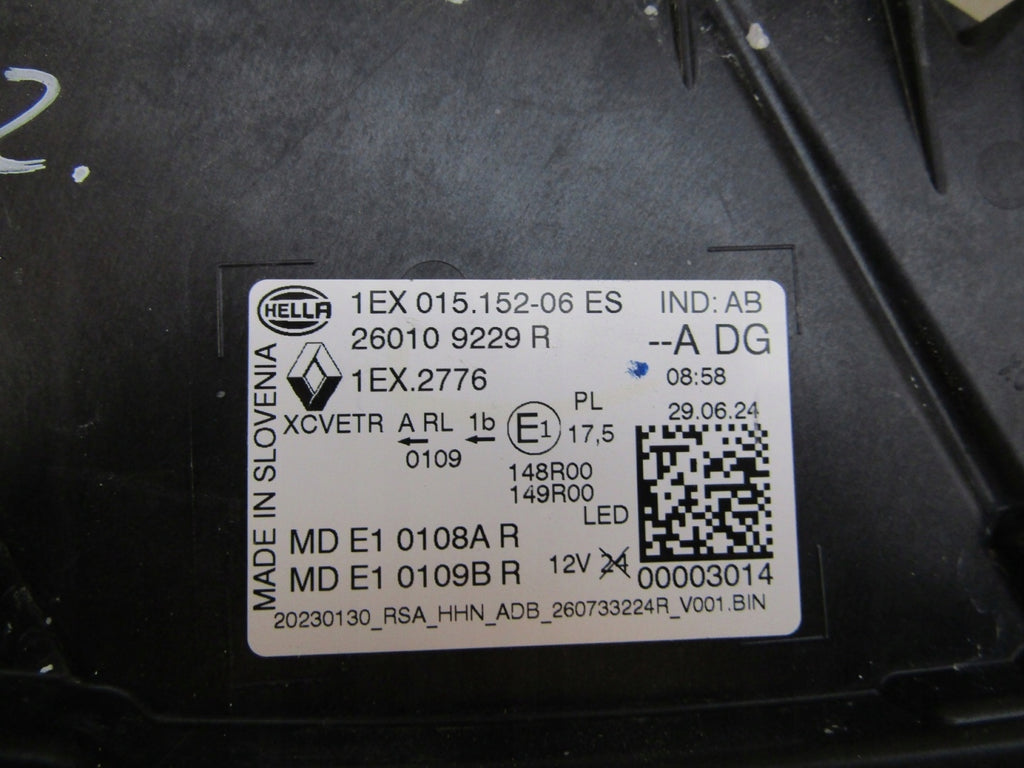 2.
HELLA
1EX 015.152-06 ES IND: AB
26010 9229 R --A DG
1EX.2776 08:58
29.06.24
XCVETR A RL 1b E1 PL
17,5
0109
148R00
149R00
LED
MD E1 0108A R
MD E1 0109B R 12V 24
00003014
20230130_RSA_HHN_ADB_260733224R_V001.BIN
MADE IN SLOVENIA